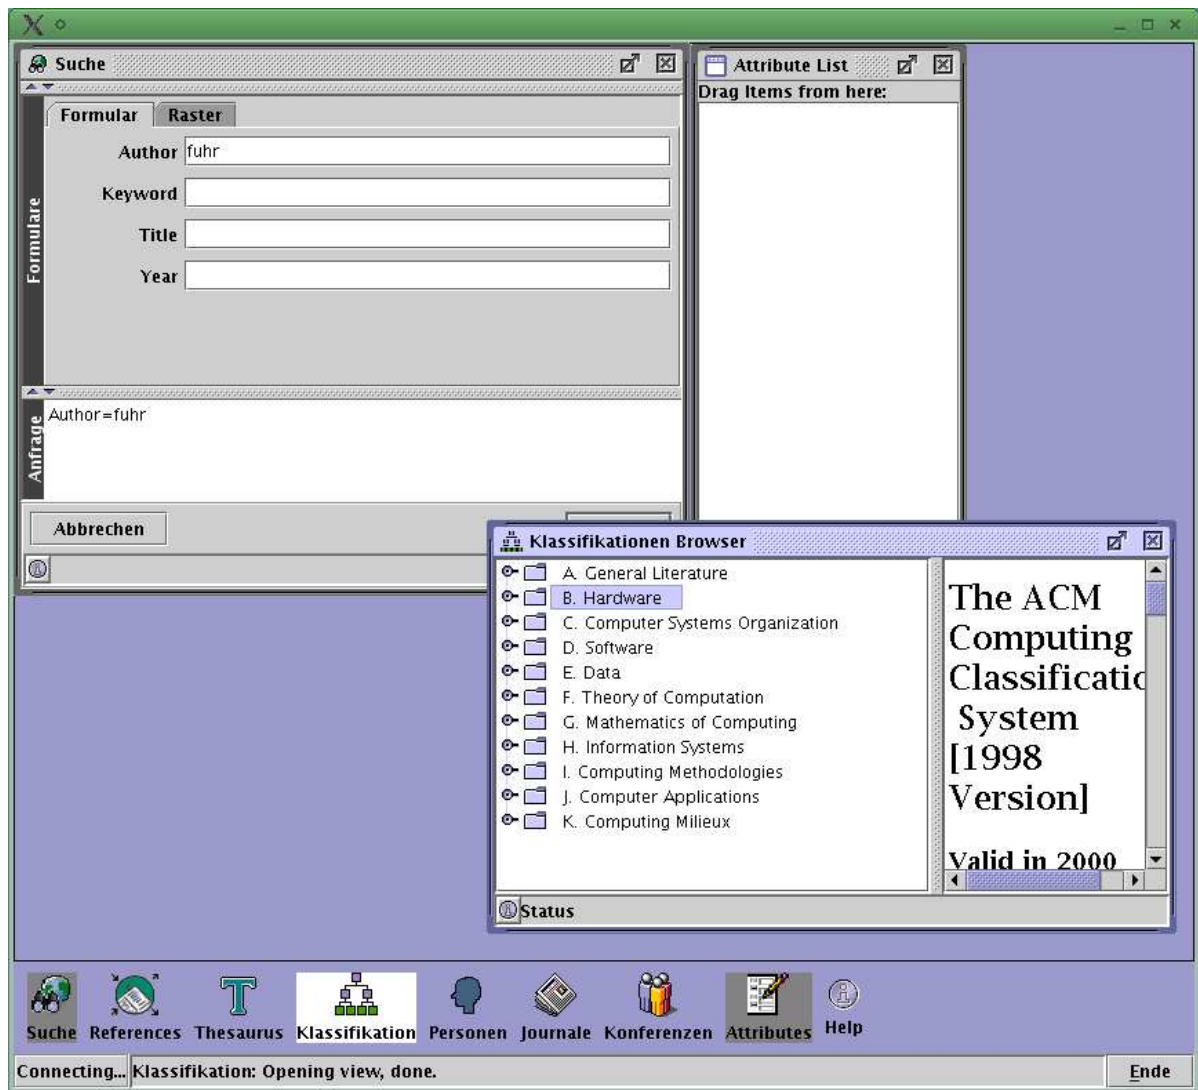 Suche
Formulare
Formular Raster
Author fuhr
Keyword
Title
Year
Anfrage
Author=fuhr
Abbrechen
Attribute List
Drag Items from here:
Klassifikationen Browser
A. General Literature
B. Hardware
C. Computer Systems Organization
D. Software
E. Data
F. Theory of Computation
G. Mathematics of Computing
H. Information Systems
I. Computing Methodologies
J. Computer Applications
K. Computing Milieux
The ACM
Computing
Classificatio
System
[1998
Version]
Valid in 2000
Status
Suche References Thesaurus Klassifikation Personen Journale Konferenzen Attributes Help
Connecting... Klassifikation: Opening view, done. Ende